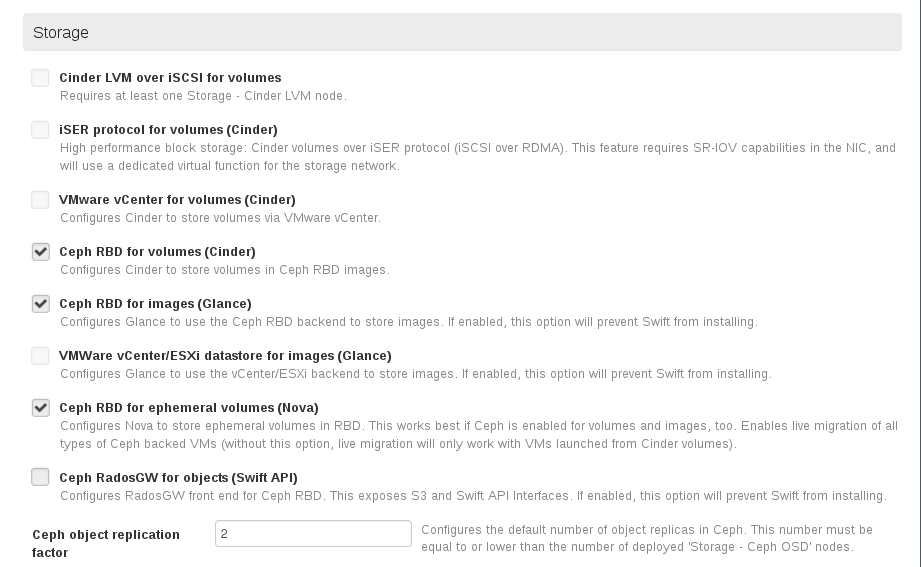 Storage
Cinder LVM over iSCSI for volumes
Requires at least one Storage - Cinder LVM node.
iSER protocol for volumes (Cinder)
High performance block storage: Cinder volumes over iSER protocol (iSCSI over RDMA). This feature requires SR-IOV capabilities in the NIC, and
will use a dedicated virtual function for the storage network.
VMware vCenter for volumes (Cinder)
Configures Cinder to store volumes via VMware vCenter.
Ceph RBD for volumes (Cinder)
Configures Cinder to store volumes in Ceph RBD images.
Ceph RBD for images (Glance)
Configures Glance to use the Ceph RBD backend to store images. If enabled, this option will prevent Swift from installing.
VMWare vCenter/ESXi datastore for images (Glance)
Configures Glance to use the vCenter/ESXi backend to store images. If enabled, this option will prevent Swift from installing.
Ceph RBD for ephemeral volumes (Nova)
Configures Nova to store ephemeral volumes in RBD. This works best if Ceph is enabled for volumes and images, too. Enables live migration of all
types of Ceph backed VMs (without this option, live migration will only work with VMs launched from Cinder volumes).
Ceph RadosGW for objects (Swift API)
Configures RadosGW front end for Ceph RBD. This exposes S3 and Swift API Interfaces. If enabled, this option will prevent Swift from installing.
Ceph object replication
factor
2
Configures the default number of object replicas in Ceph. This number must be
equal to or lower than the number of deployed 'Storage - Ceph OSD' nodes.